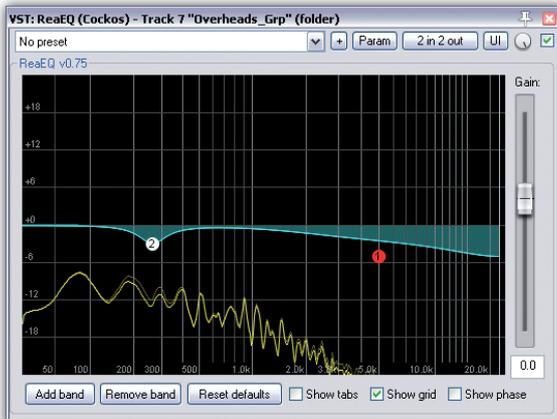 VST: ReaEQ (Cockos) - Track 7 "Overheads_Grp" (folder)
No preset + Param 2 in 2 out UI
ReaEQ v0.75
Gain:
+18
+12
+6
+0
-6
-12
-18
2
1
50 100 200 300 500 1.0k 2.0k 5.0k 10.0k 20.0k
0.0
Add band Remove band Reset defaults Show tabs Show grid Show phase